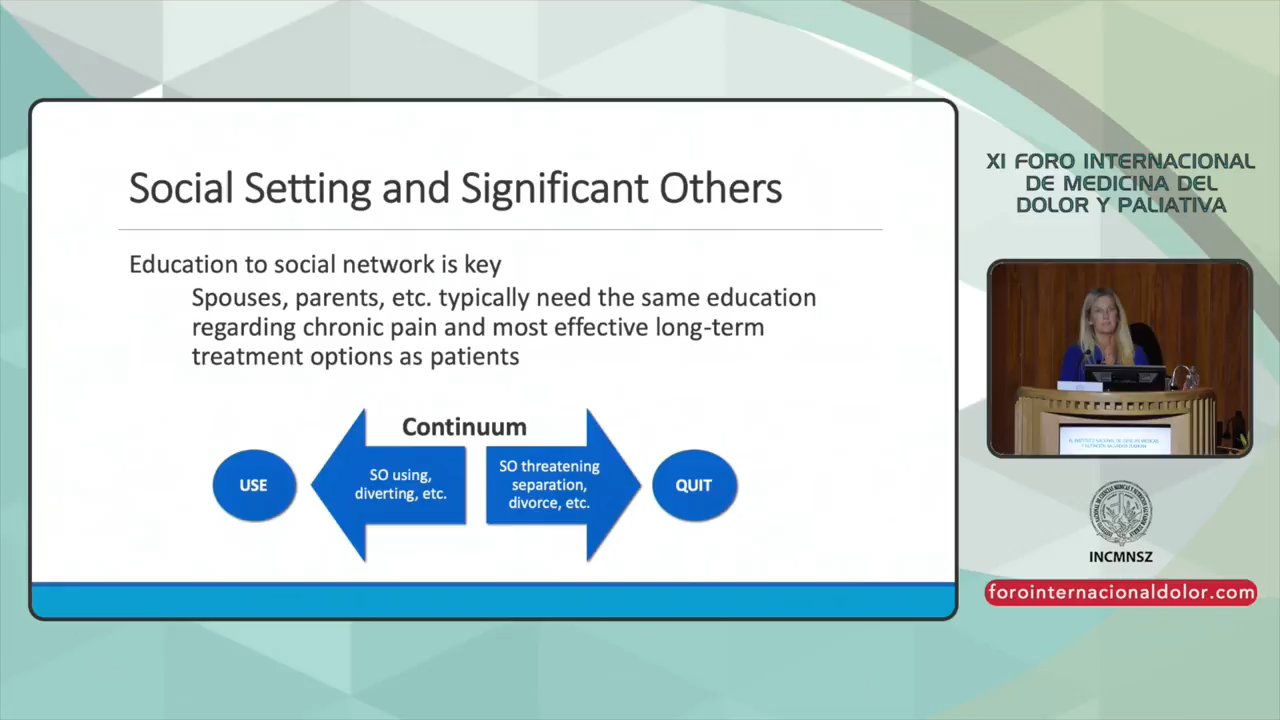 Social Setting and Significant Others
Education to social network is key
Spouses, parents, etc. typically need the same education
regarding chronic pain and most effective long-term
treatment options as patients
Continuum
USE
SO using,
diverting, etc.
SO threatening
separation,
divorce, etc.
QUIT
XI FORO INTERNACIONAL
DE MEDICINA DEL
DOLOR Y PALIATIVA
INCMNSZ
forointernacionaldolor.com